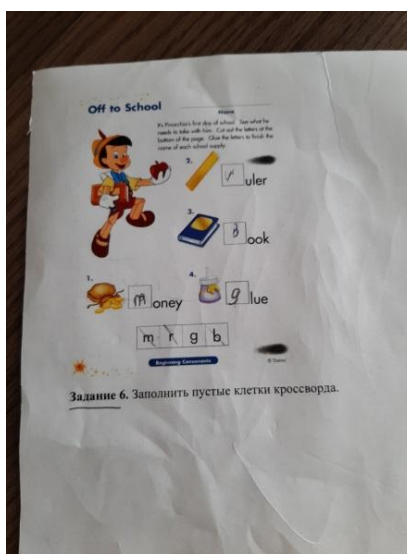 Off to School
Name
It's Pinocchio's first day of school. See what he
needs to take with him. Cut out the letters at the
bottom of the page. Glue the letters to finish the
name of each school supply.
2.
r uler
3.
b ook
1.
m oney
4.
g lue
m r g b
Beginning Consonants
© Disney
Задание 6. Заполнить пустые клетки кроссворда.